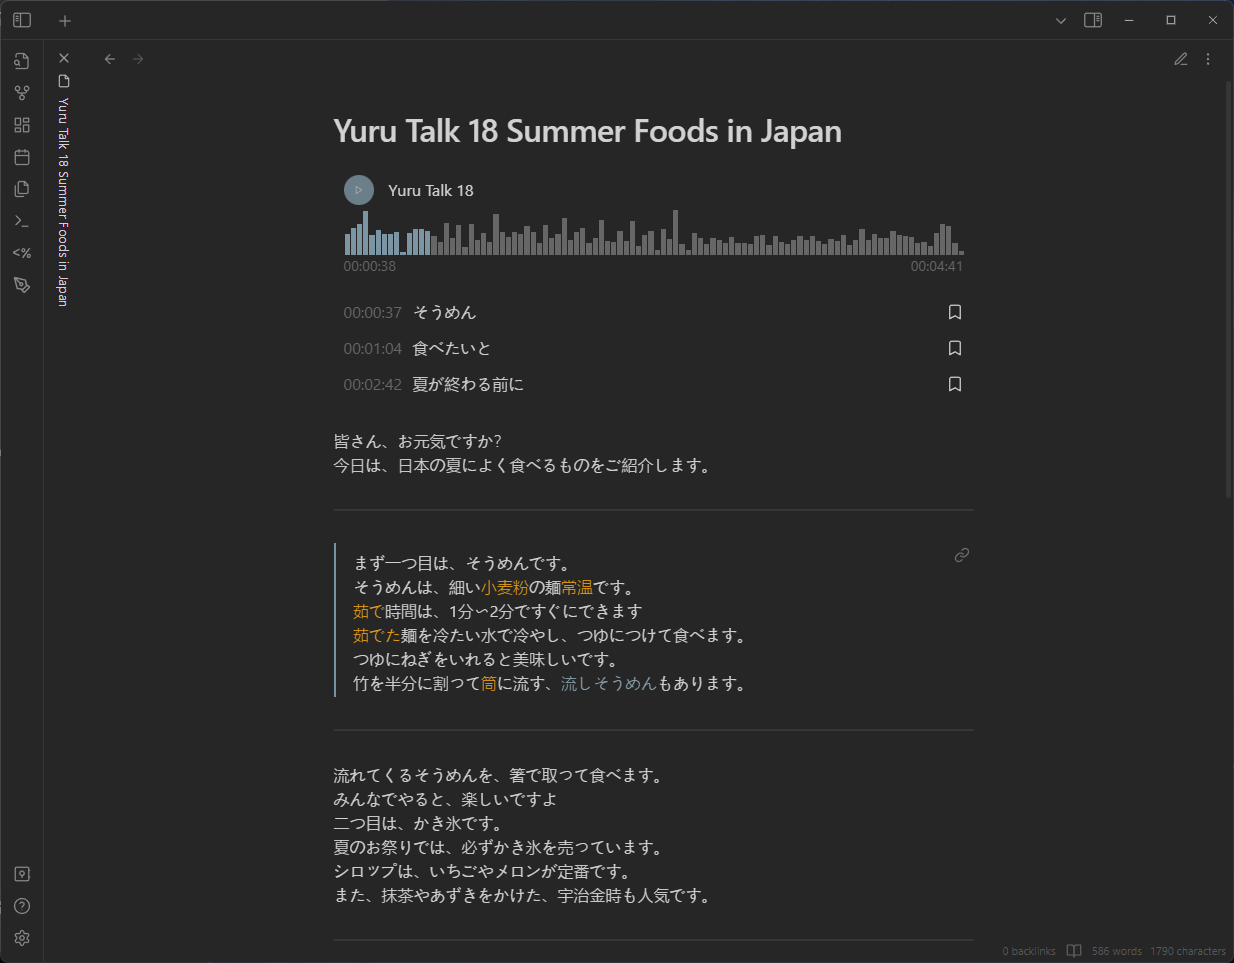 Yuru Talk 18 Summer Foods in Japan
<%
Yuru Talk 18 Summer Foods in Japan
Yuru Talk 18
00:00:38
00:04:41
00:00:37 そうめん
00:01:04 食べたいと
00:02:42 夏が終わる前に
皆さん、お元気ですか?
今日は、日本の夏によく食べるものをご紹介します。
まず一つ目は、そうめんです。
そうめんは、細い小麦粉の麺常温です。
茹で時間は、1分〜2分ですぐにできます
茹でた麺を冷たい水で冷やし、つゆにつけて食べます。
つゆにねぎをいれると美味しいです。
竹を半分に割って筒に流す、流しそうめんもあります。
流れてくるそうめんを、箸で取って食べます。
みんなでやると、楽しいですよ
二つ目は、かき氷です。
夏のお祭りでは、必ずかき氷を売っています。
シロップは、いちごやメロンが定番です。
また、抹茶やあずきをかけた、宇治金時も人気です。
0 backlinks
586 words
1790 characters